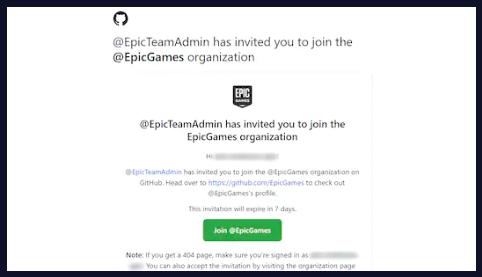 @EpicTeamAdmin has invited you to join the
@EpicGames organization
EPIC
GAMES
@EpicTeamAdmin has invited you to join the
EpicGames organization
Hi
@EpicTeamAdmin has invited you to join the @EpicGames organization on
GitHub. Head over to https://github.com/EpicGames to check out
@EpicGames's profile.
This invitation will expire in 7 days.
Join @EpicGames
Note: If you get a 404 page, make sure you're signed in as
You can also accept the invitation by visiting the organization page